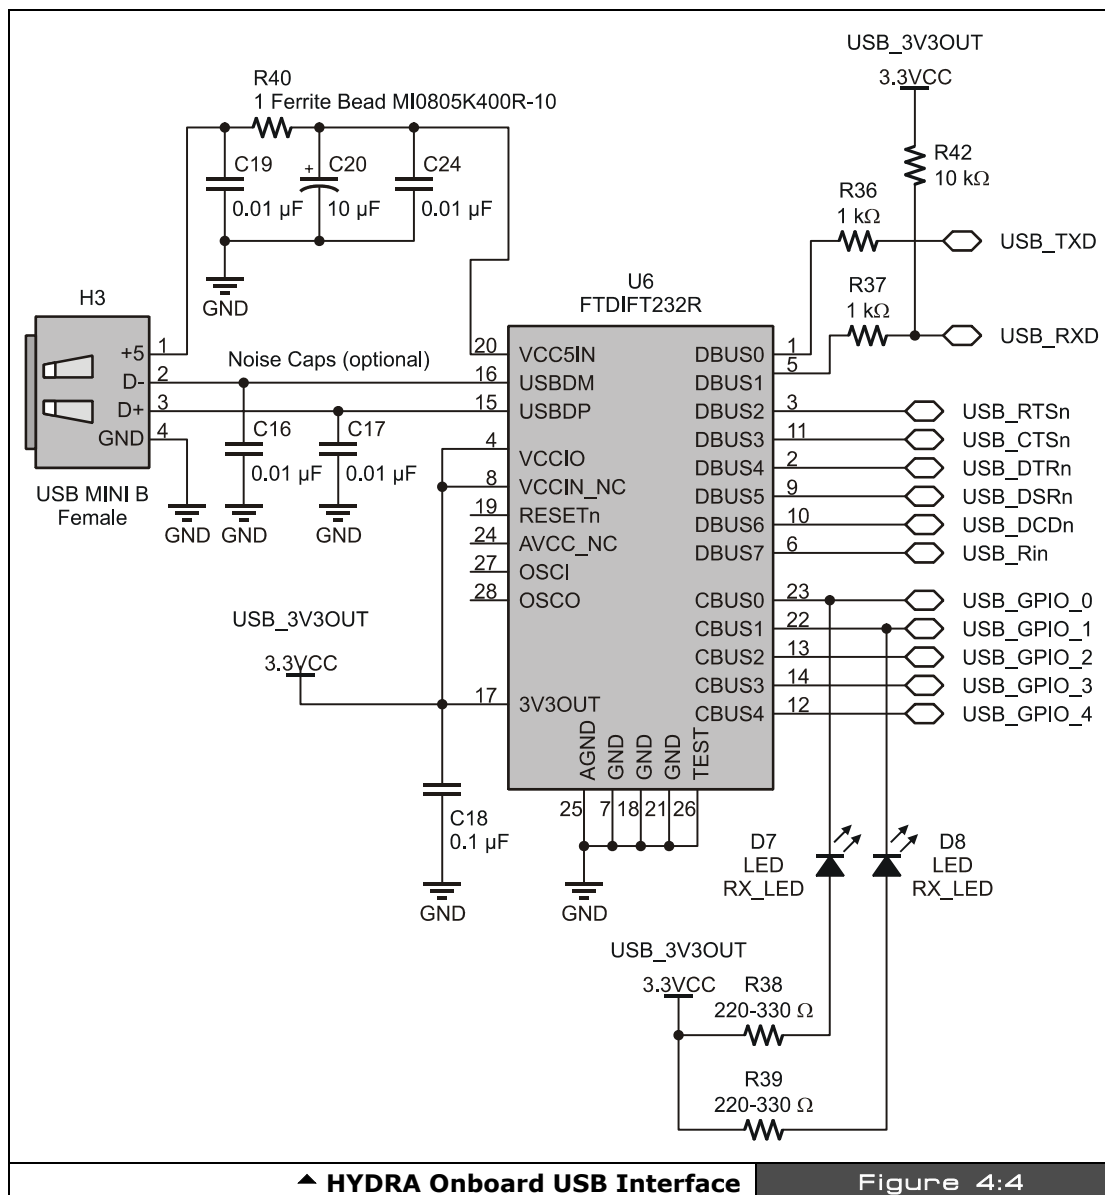 USB_3V3OUT
3.3VCC
R40
1 Ferrite Bead MI0805K400R-10
R42
10 kΩ
C19
0.01 µF
+
C20
10 µF
C24
0.01 µF
GND
R36
1 kΩ
USB_TXD
R37
1 kΩ
USB_RXD
U6
FTDIFT232R
H3
+5
D-
D+
GND
1
2
3
4
USB MINI B
Female
Noise Caps (optional)
C16
0.01 µF
C17
0.01 µF
GND
GND
GND
20 VCC5IN
16 USBDM
15 USBDP
4 VCCIO
8 VCCIN_NC
19 RESETn
24 AVCC_NC
27 OSCI
28 OSCO
17 3V3OUT
DBUS0 1
DBUS1 5
DBUS2 3 USB_RTSn
DBUS3 11 USB_CTSn
DBUS4 2 USB_DTRn
DBUS5 9 USB_DSRn
DBUS6 10 USB_DCDn
DBUS7 6 USB_Rin
CBUS0 23 USB_GPIO_0
CBUS1 22 USB_GPIO_1
CBUS2 13 USB_GPIO_2
CBUS3 14 USB_GPIO_3
CBUS4 12 USB_GPIO_4
AGND
GND
GND
GND
TEST
25 7 18 21 26
GND
USB_3V3OUT
3.3VCC
C18
0.1 µF
GND
D7
LED
RX_LED
D8
LED
RX_LED
USB_3V3OUT
3.3VCC
R38
220-330 Ω
R39
220-330 Ω
▲ HYDRA Onboard USB Interface
Figure 4:4